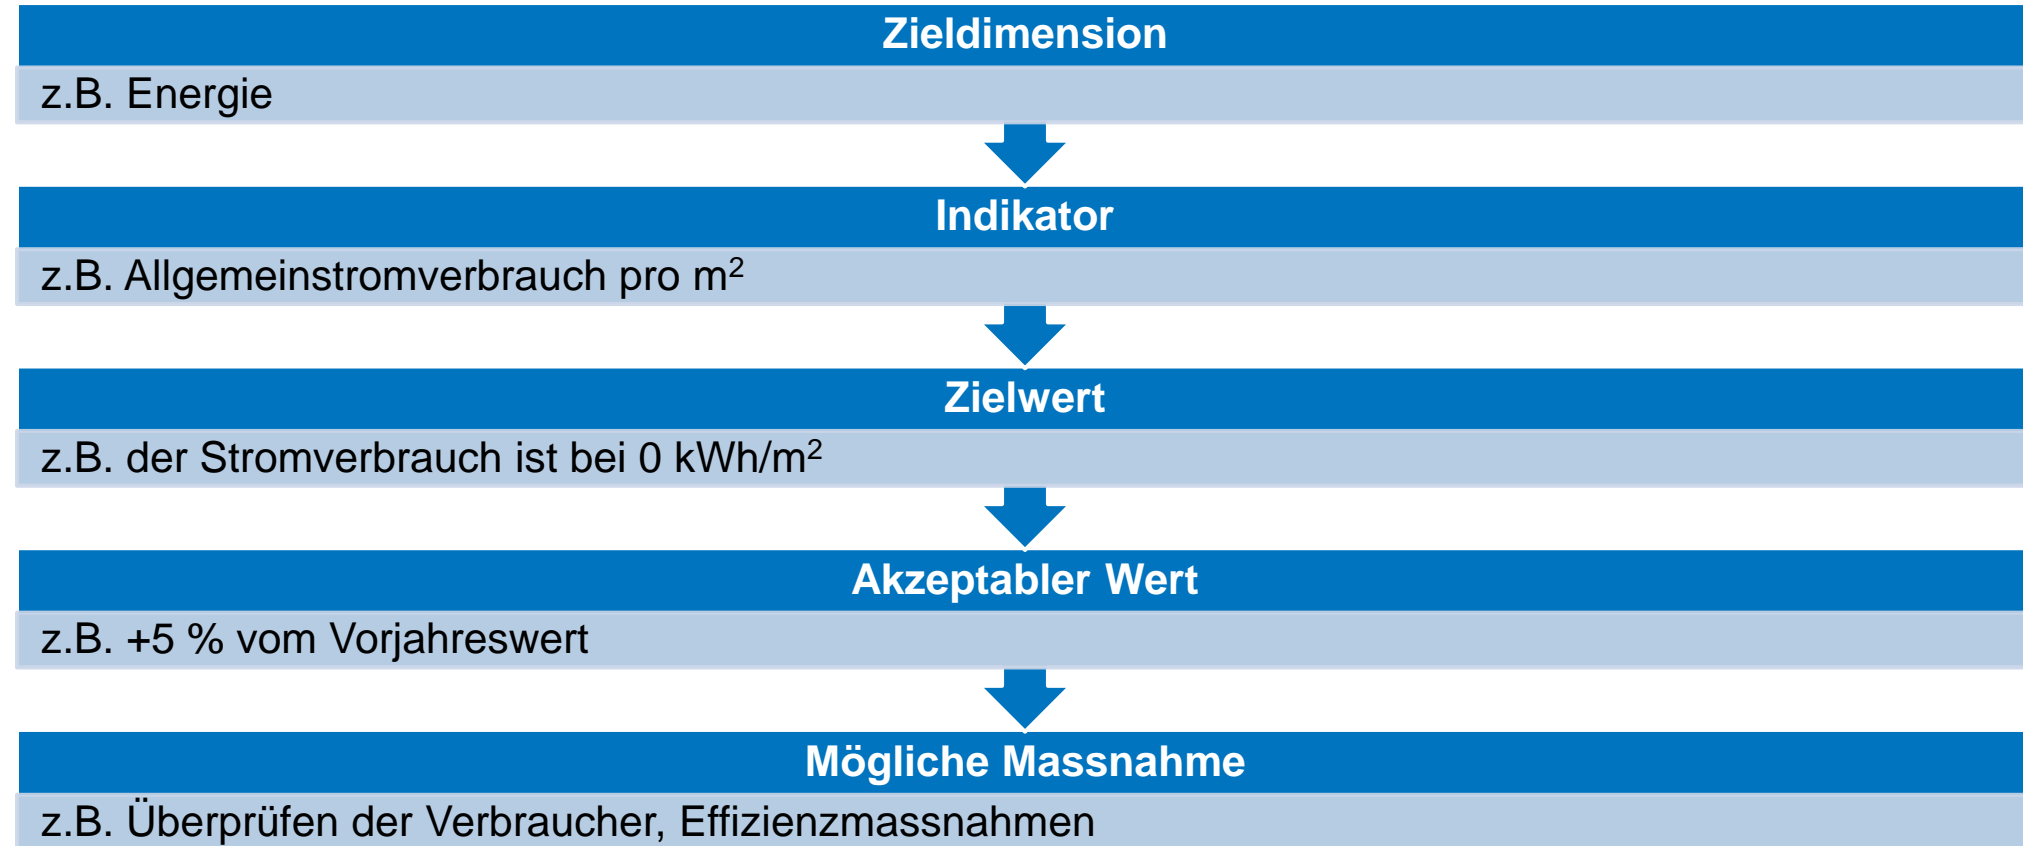 Zieldimension
z.B. Energie
Indikator
z.B. Allgemeinstromverbrauch pro m²
Zielwert
z.B. der Stromverbrauch ist bei 0 kWh/m²
Akzeptabler Wert
z.B. +5 % vom Vorjahreswert
Mögliche Massnahme
z.B. Überprüfen der Verbraucher, Effizienzmassnahmen